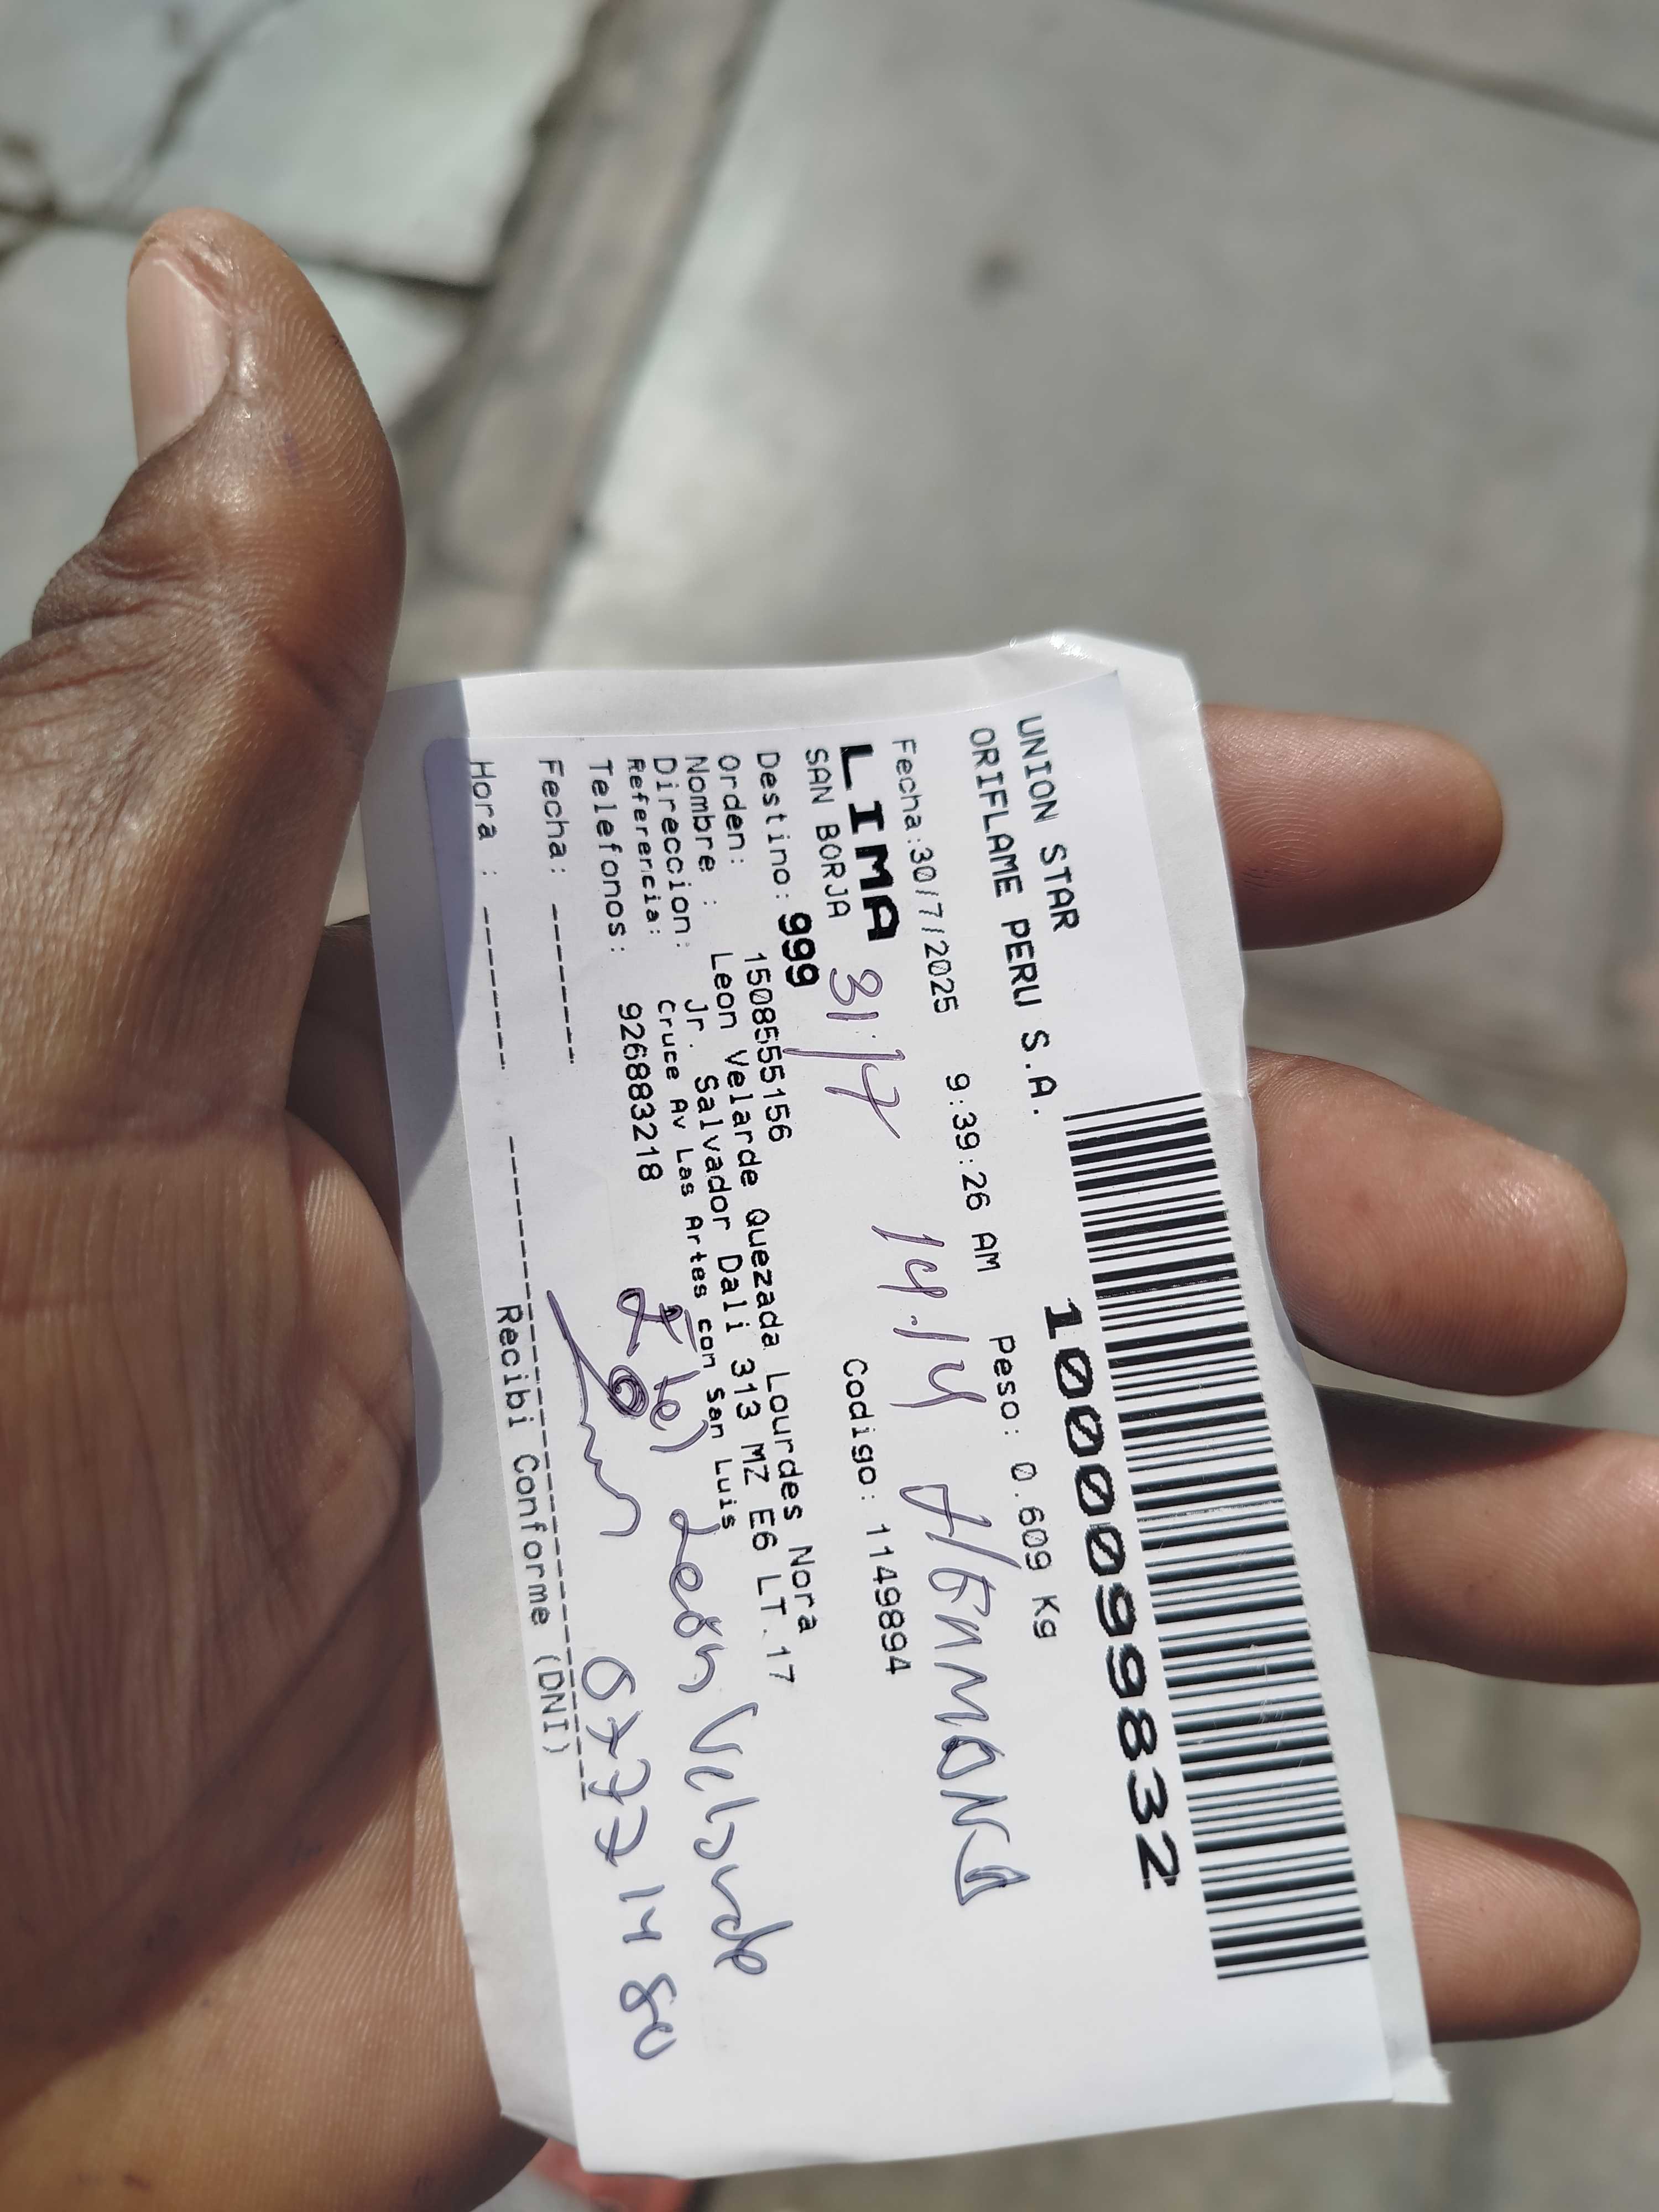 UNION STAR
ORIFLAME PERU S.A.
1000099832
Fecha:30/7/2025 9:39:26 AM Peso: 0.609 Kg
LIMA 31/7 14:14 HERMANA
SAN BORJA Codigo: 1149894
Destino: 999
Orden: 1508555156
Nombre : Leon Velarde Quezada Lourdes Nora
Direccion: Jr. Salvador Dali 313 MZ E6 LT.17
Referencia: Cruce Av Las Artes con San Luis
Telefonos: 926883218
Leon Velarde
Fecha: -------
Hora : -------
Recibi Conforme (DNI)